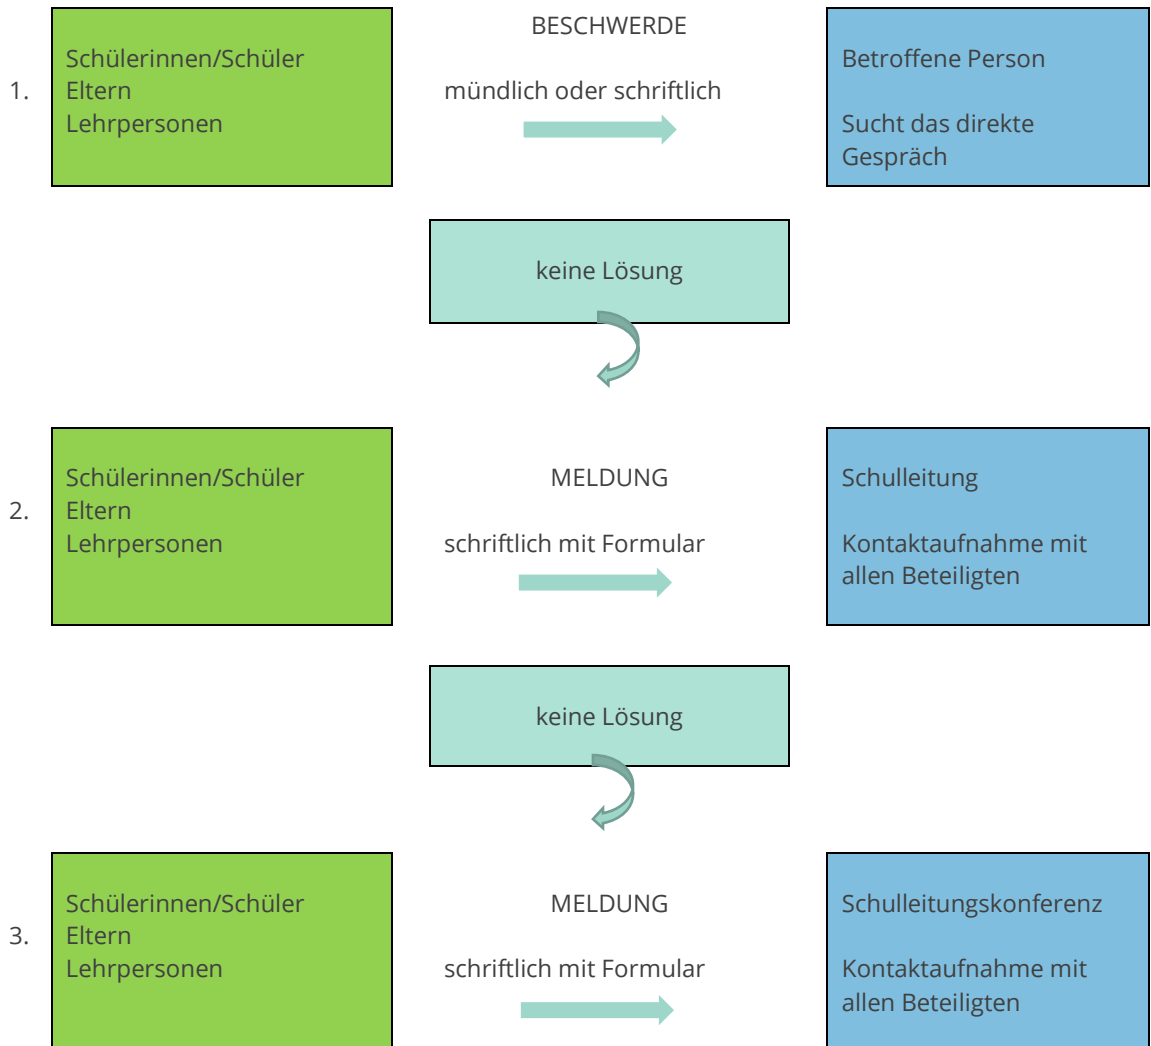 1.
Schülerinnen/Schüler
Eltern
Lehrpersonen
BESCHWERDE
mündlich oder schriftlich
Betroffene Person
Sucht das direkte
Gespräch
keine Lösung
2.
Schülerinnen/Schüler
Eltern
Lehrpersonen
MELDUNG
schriftlich mit Formular
Schulleitung
Kontaktaufnahme mit
allen Beteiligten
keine Lösung
3.
Schülerinnen/Schüler
Eltern
Lehrpersonen
MELDUNG
schriftlich mit Formular
Schulleitungskonferenz
Kontaktaufnahme mit
allen Beteiligten